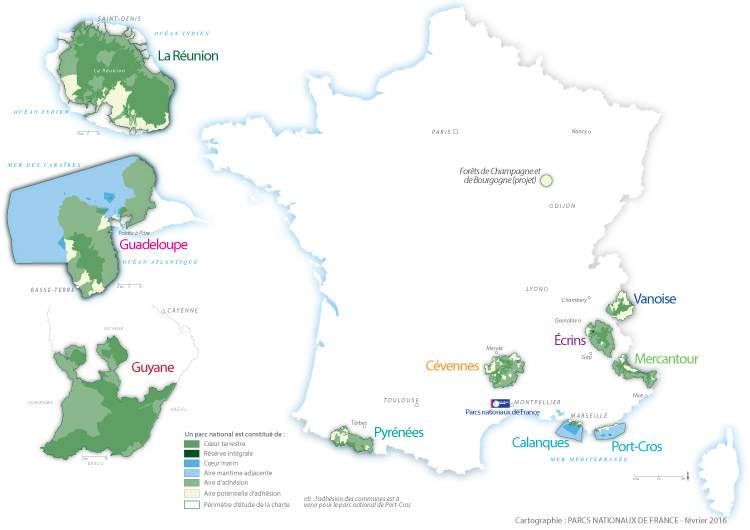 SAINT-DENIS
OCÉAN INDIEN
La Réunion
La Réunion
OCÉAN INDIEN
MER DES CARAÏBES
Pointe à Pitre
Guadeloupe
OCÉAN ATLANTIQUE
BASSE-TERRE
CAYENNE
GUYANE
Guyane
SURINAME
BRÉSIL
BRÉSIL
PARIS
Nancy
Forêts de Champagne et
de Bourgogne (projet)
DIJON
LYON
Chambery
Vanoise
Grenoble
Écrins
Gap
Mercantour
Mende
Cévennes
Nice
MONTPELLIER
Parcs nationaux de France
TOULOUSE
MARSEILLE
Tarbes
Pyrénées
Calanques
Port-Cros
MER MÉDITERRANÉE
Un parc national est constitué de :
Cœur terrestre
Réserve intégrale
Cœur marin
Aire maritime adjacente
Aire d'adhésion
Aire potentielle d'adhésion
Périmètre d'étude de la charte
nb : l'adhésion des communes est à
venir pour le parc national de Port-Cros
Cartographie : PARCS NATIONAUX DE FRANCE - février 2016